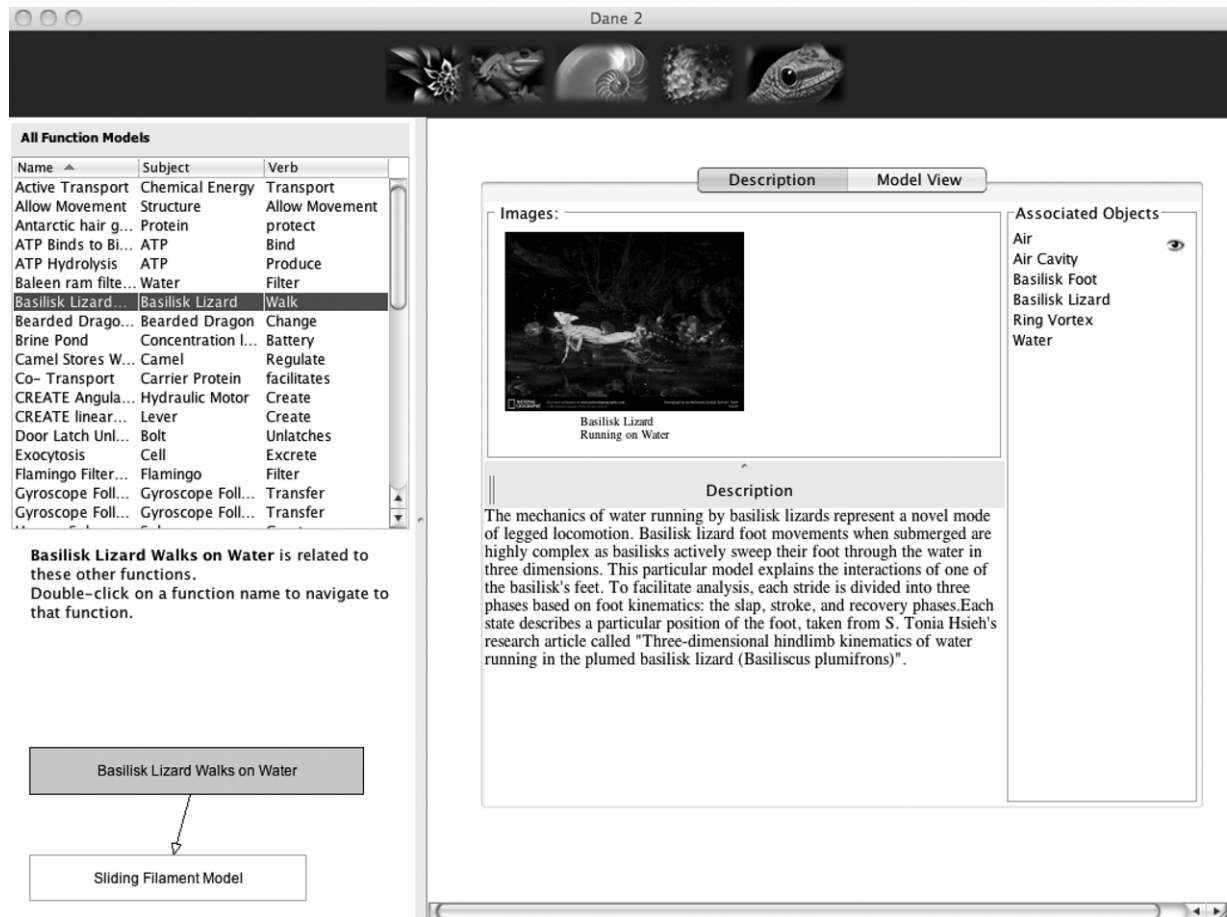 Dane 2
All Function Models
Name Subject Verb
Active Transport Chemical Energy Transport
Allow Movement Structure Allow Movement
Antarctic hair g... Protein protect
ATP Binds to Bi... ATP Bind
ATP Hydrolysis ATP Produce
Baleen ram filte... Water Filter
Basilisk Lizard... Basilisk Lizard Walk
Bearded Drago... Bearded Dragon Change
Brine Pond Concentration I... Battery
Camel Stores W... Camel Regulate
Co- Transport Carrier Protein facilitates
CREATE Angula... Hydraulic Motor Create
CREATE linear... Lever Create
Door Latch Unl... Bolt Unlatches
Exocytosis Cell Excrete
Flamingo Filter... Flamingo Filter
Gyroscope Foll... Gyroscope Foll... Transfer
Gyroscope Foll... Gyroscope Foll... Transfer
Basilisk Lizard Walks on Water is related to
these other functions.
Double-click on a function name to navigate to
that function.
Basilisk Lizard Walks on Water
Sliding Filament Model
Description Model View
Images:
NATIONAL
GEOGRAPHIC
Basilisk Lizard
Running on Water
Description
The mechanics of water running by basilisk lizards represent a novel mode
of legged locomotion. Basilisk lizard foot movements when submerged are
highly complex as basilisks actively sweep their foot through the water in
three dimensions. This particular model explains the interactions of one of
the basilisk's feet. To facilitate analysis, each stride is divided into three
phases based on foot kinematics: the slap, stroke, and recovery phases.Each
state describes a particular position of the foot, taken from S. Tonia Hsieh's
research article called "Three-dimensional hindlimb kinematics of water
running in the plumed basilisk lizard (Basiliscus plumifrons)".
Associated Objects
Air
Air Cavity
Basilisk Foot
Basilisk Lizard
Ring Vortex
Water